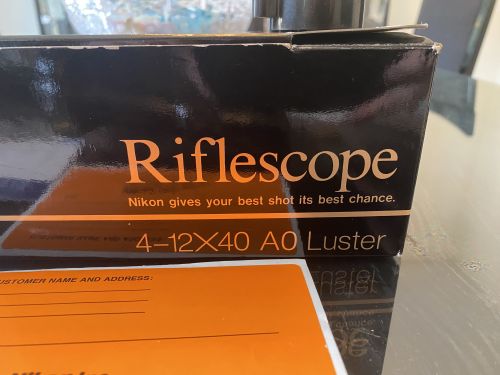 Riflescope
Nikon gives your best shot its best chance.
4–12X40 AO Luster
CUSTOMER NAME AND ADDRESS: